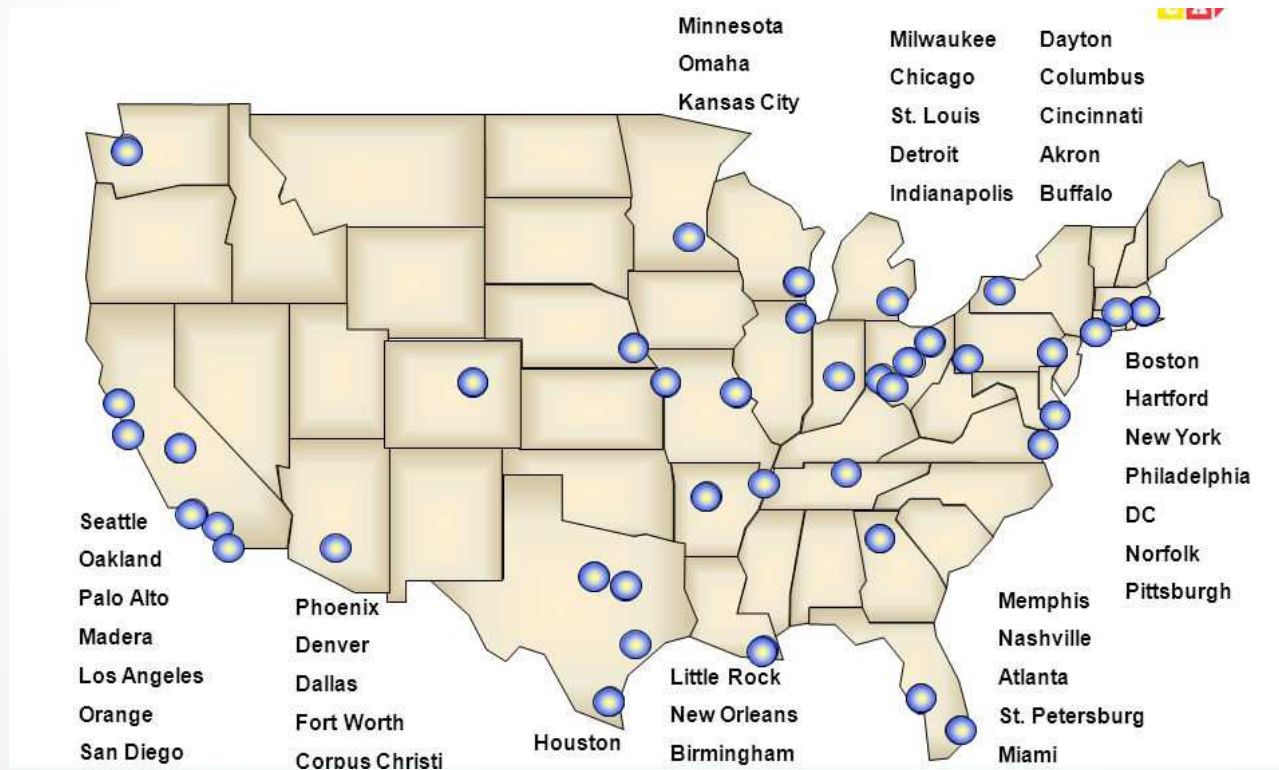 Minnesota
Omaha
Kansas City
Milwaukee
Chicago
St. Louis
Detroit
Indianapolis
Dayton
Columbus
Cincinnati
Akron
Buffalo
Boston
Hartford
New York
Philadelphia
DC
Norfolk
Pittsburgh
Seattle
Oakland
Palo Alto
Madera
Los Angeles
Orange
San Diego
Phoenix
Denver
Dallas
Fort Worth
Corpus Christi
Houston
Little Rock
New Orleans
Birmingham
Memphis
Nashville
Atlanta
St. Petersburg
Miami